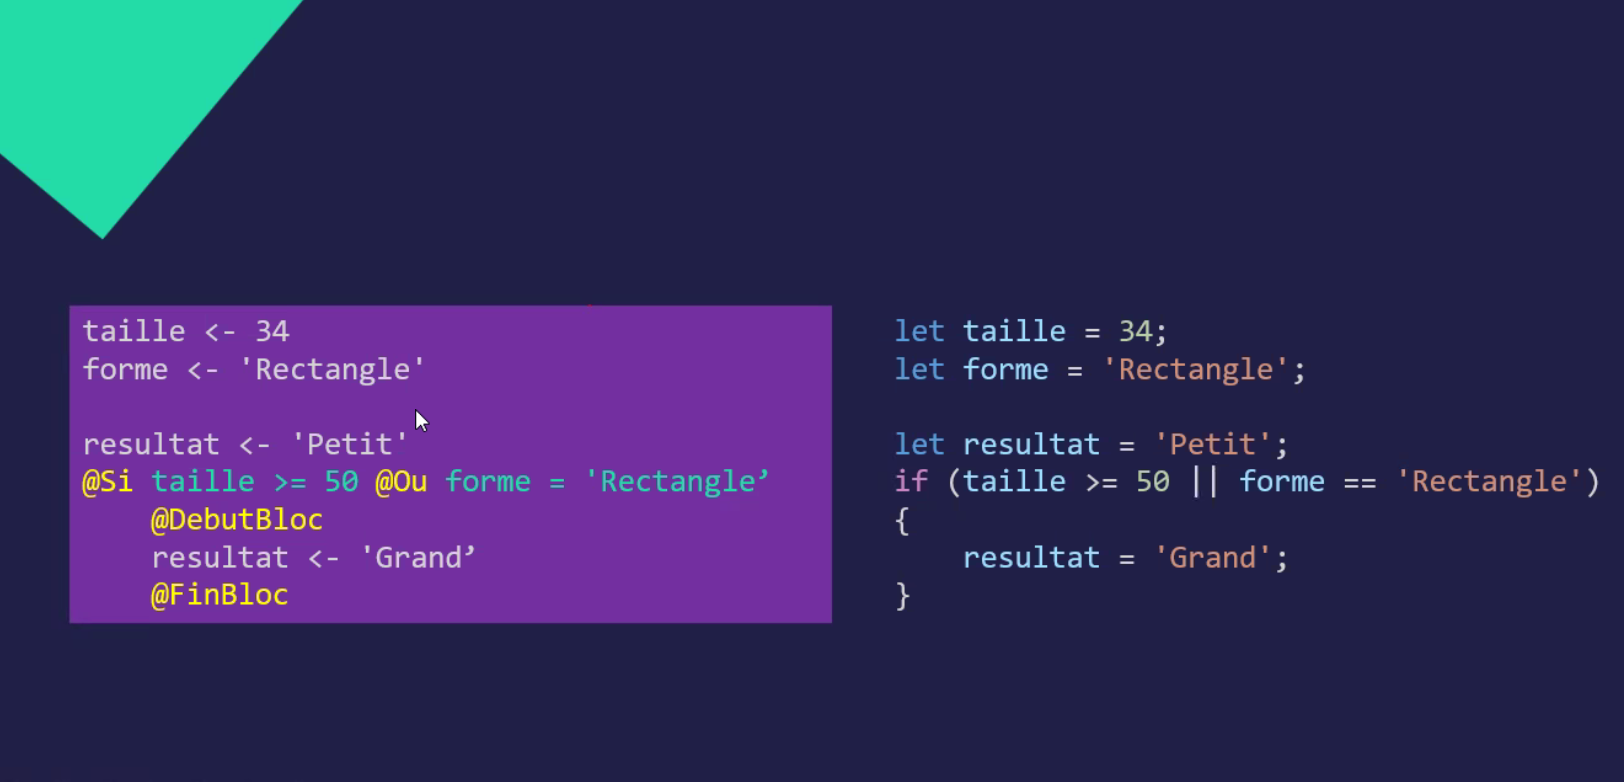 taille <- 34
forme <- 'Rectangle'
resultat <- 'Petit'
@Si taille >= 50 @Ou forme = 'Rectangle’
@DebutBloc
resultat <- 'Grand’
@FinBloc
let taille = 34;
let forme = 'Rectangle';
let resultat = 'Petit';
if (taille >= 50 || forme == 'Rectangle')
{
resultat = 'Grand';
}